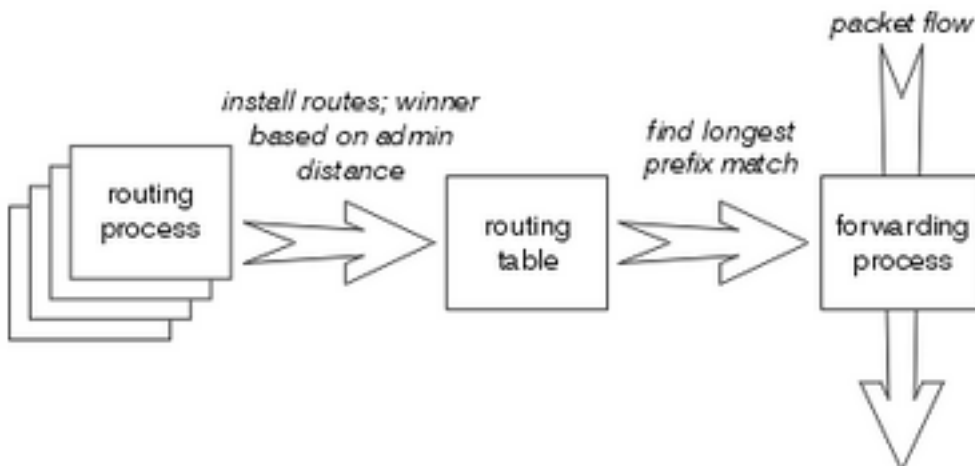 packet flow
install routes; winner
based on admin
distance
find longest
prefix match
routing
process
routing
table
forwarding
process